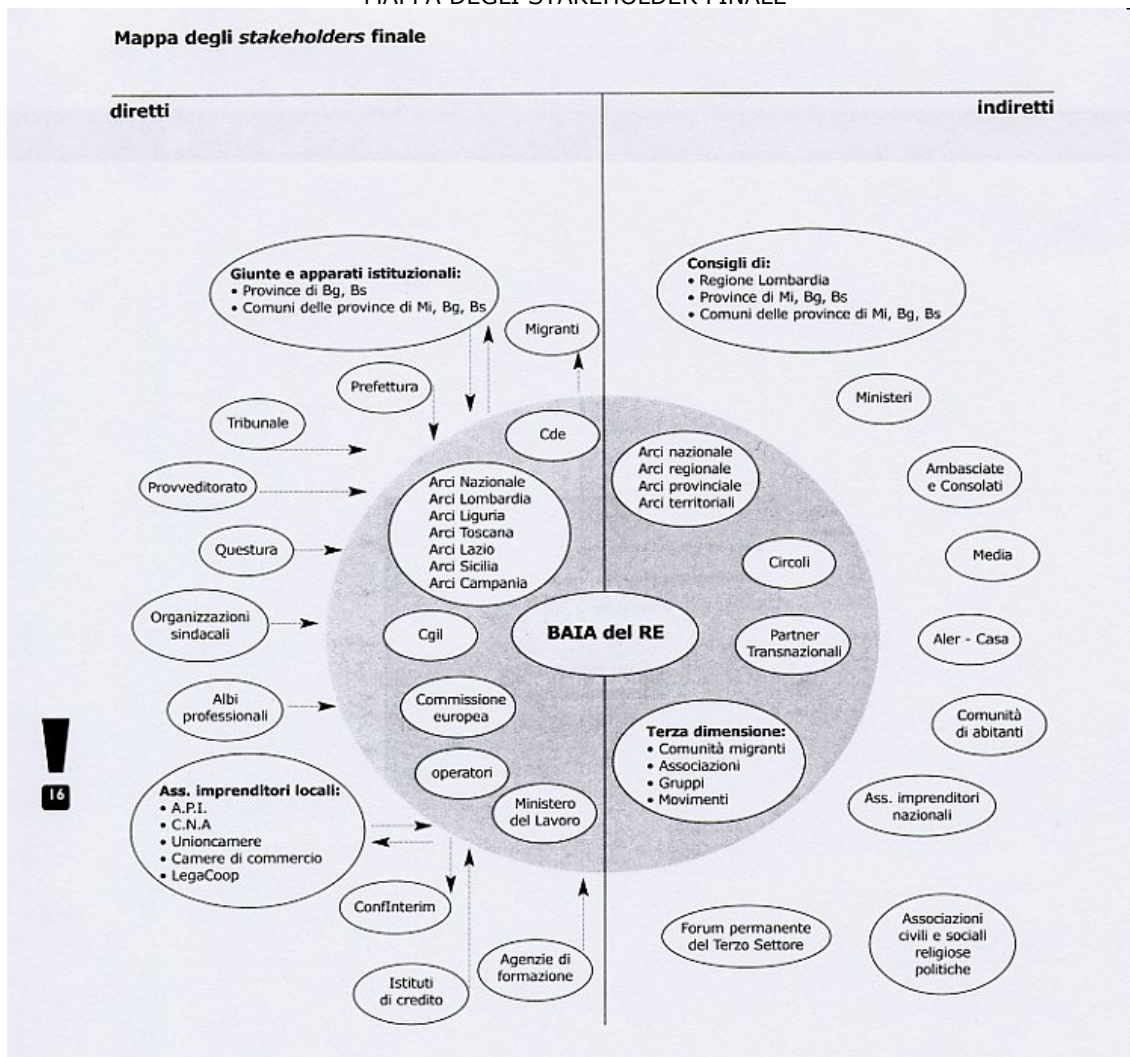 MAPPA DEGLI STAKEHOLDER FINALE
Mappa degli stakeholders finale
diretti
indiretti
Giunte e apparati istituzionali:
• Province di Bg, Bs
• Comuni delle province di Mi, Bg, Bs
Consigli di:
• Regione Lombardia
• Province di Mi, Bg, Bs
• Comuni delle province di Mi, Bg, Bs
Migranti
Prefettura
Ministeri
Tribunale
Cde
Arci nazionale
Arci regionale
Arci provinciale
Arci territoriali
Ambasciate
e Consolati
Provveditorato
Arci Nazionale
Arci Lombardia
Arci Liguria
Arci Toscana
Arci Lazio
Arci Sicilia
Arci Campania
Questura
Circoli
Media
Organizzazioni
sindacali
Cgil
BAIA del RE
Partner
Transnazionali
Aler - Casa
Albi
professionali
Commissione
europea
Comunità
di abitanti
Terza dimensione:
• Comunità migranti
• Associazioni
• Gruppi
• Movimenti
operatori
Ministero
del Lavoro
16
Ass. imprenditori locali:
• A.P.I.
• C.N.A
• Unioncamere
• Camere di commercio
• LegaCoop
Ass. imprenditori
nazionali
ConfInterim
Forum permanente
del Terzo Settore
Associazioni
civili e sociali
religiose
politiche
Agenzie di
formazione
Istituti
di credito